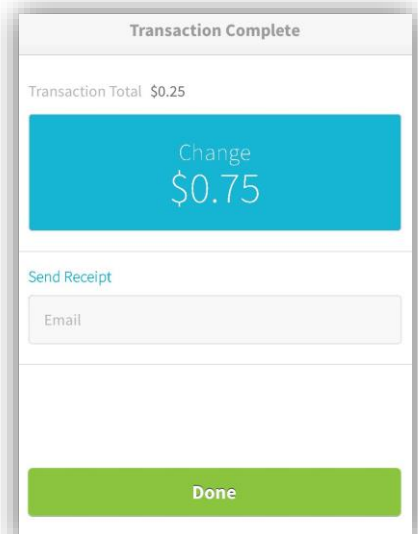 Transaction Complete
Transaction Total $0.25
Change
$0.75
Send Receipt
Email
Done